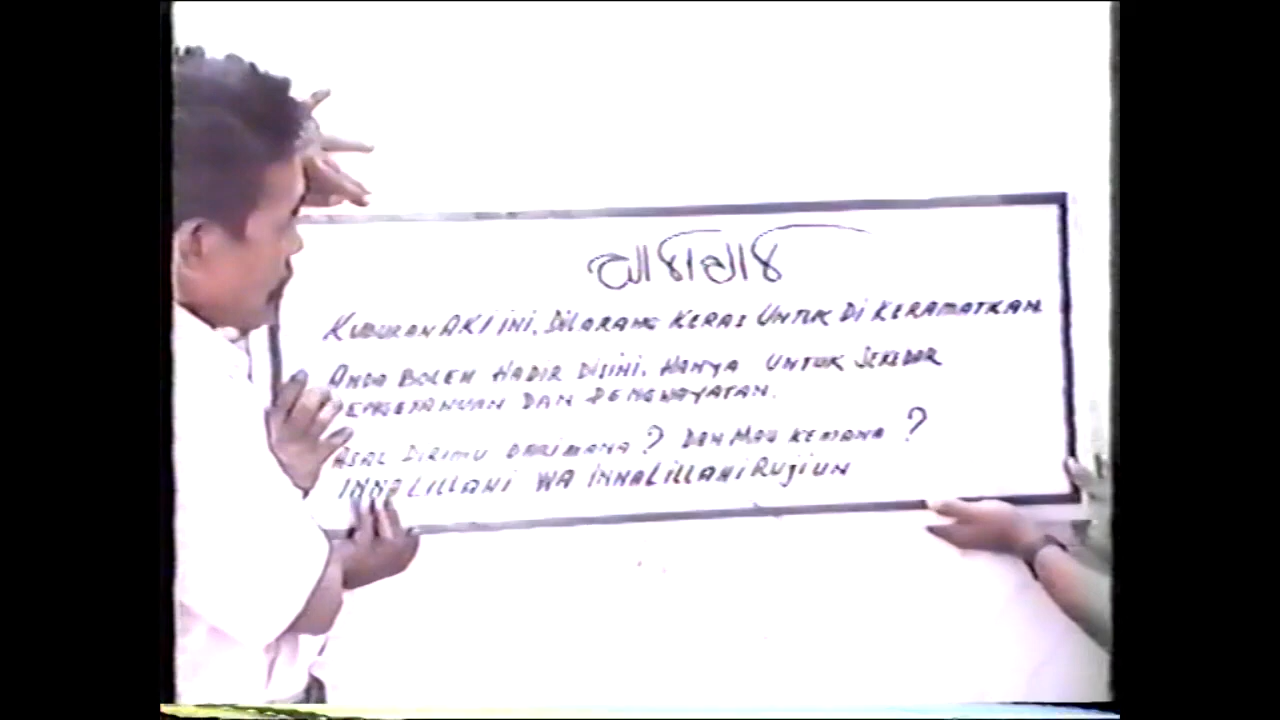 KUBURAN AKI INI, DILARANG KERAS UNTUK DI KERAMATKAN
ANDA BOLEH HADIR DISINI, HANYA UNTUK SEKEDAR
PENGETAHUAN DAN PENGHAYATAN.
ASAL DIRIMU DARIMANA? DAN MAU KEMANA?
INNALILLAHI WA INNALILLAHI RUJIUN